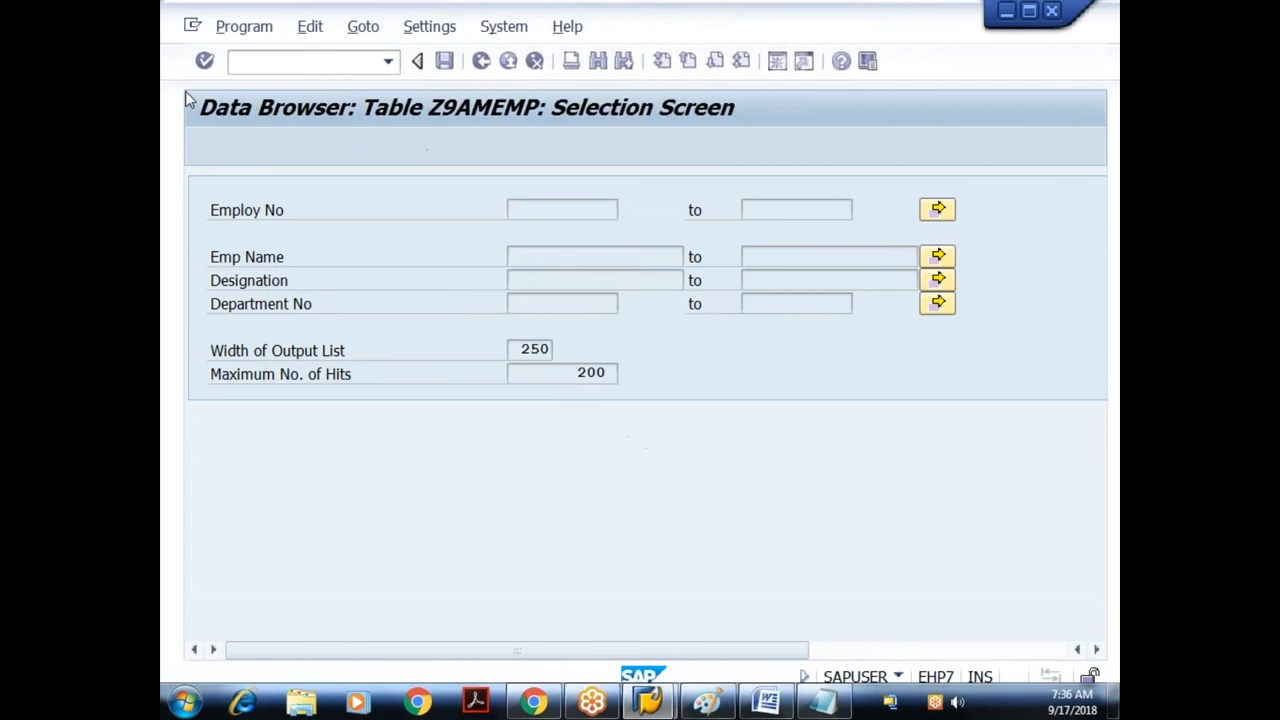 Program Edit Goto Settings System Help
Data Browser: Table Z9AMEMP: Selection Screen
Employ No to
Emp Name to
Designation to
Department No to
Width of Output List 250
Maximum No. of Hits 200
SAP
SAPUSER EHP7 INS
7:36 AM
9/17/2018